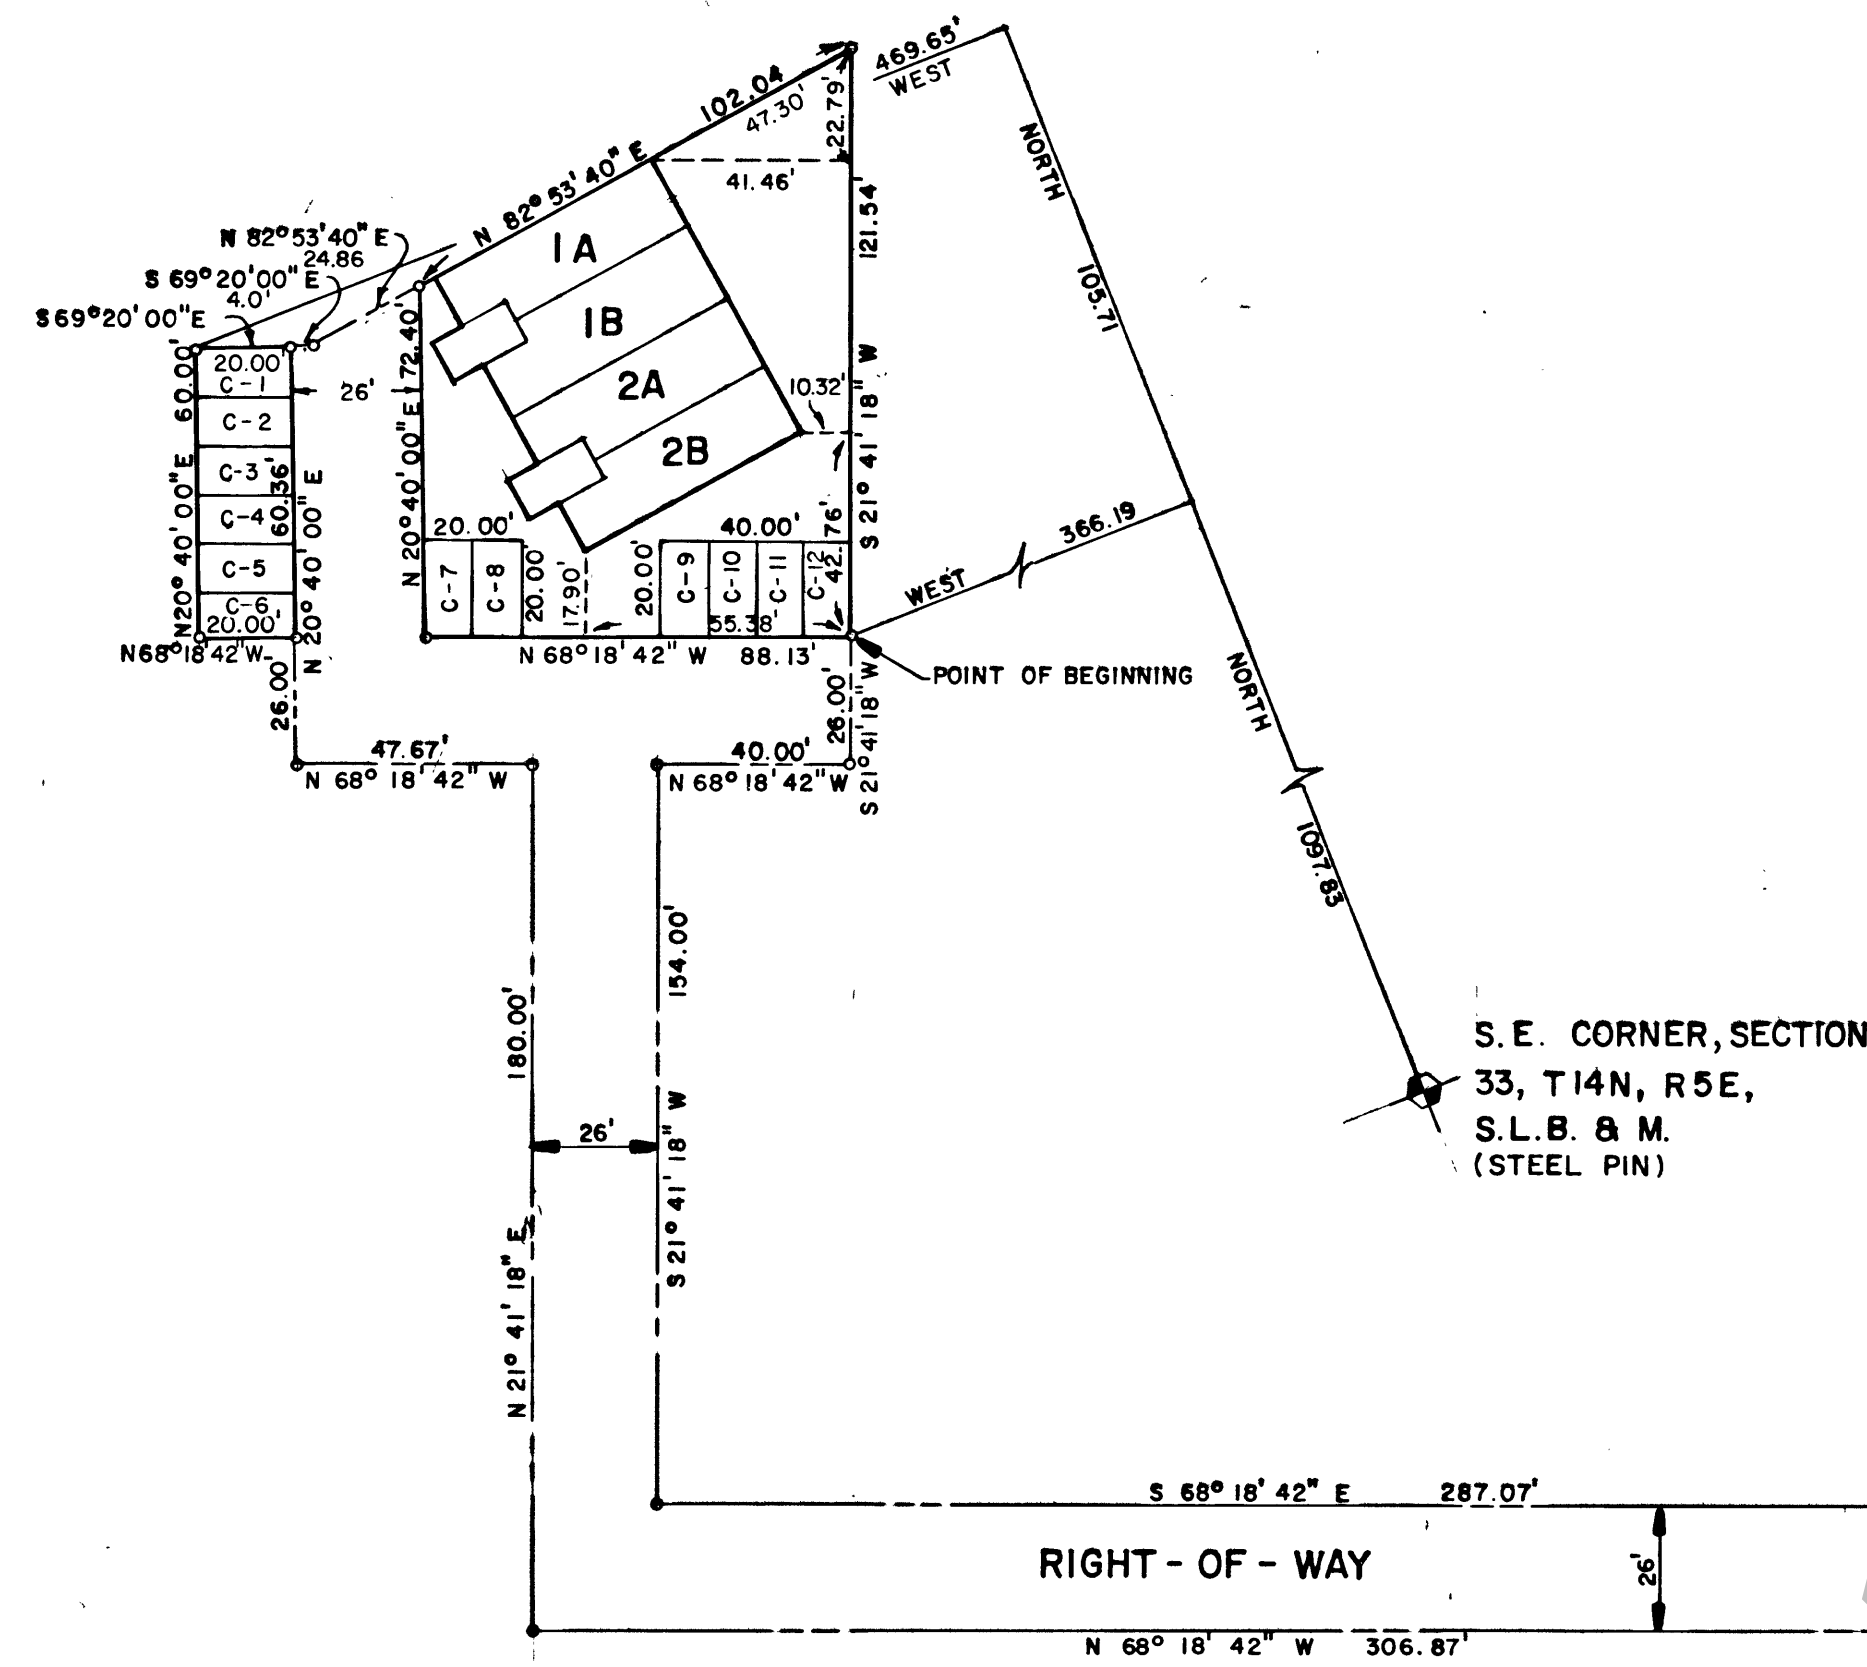 469.65'
WEST
102.04
47.30'
22.79'
NORTH
N 82° 53' 40" E
41.46'
121.54
N 82° 53' 40" E
24.86
S 69° 20' 00" E
4.0'
S 69° 20' 00" E
1A
105.71
1B
72.40'
60.00'
20.00'
C-1
26'
2A
10.32'
S 21° 41' 18" W
C-2
2B
N 20° 40' 00" E
C-3
60.36'
N 20° 40' 00" E
N 20° 40' 00" E
C-4
C-5
C-6
20.00'
20.00'
40.00'
42.76'
366.19
WEST
C-7
C-8
20.00'
17.90'
20.00'
C-9
C-10
C-11
C-12
55.38'
N 68° 18' 42" W
N 68° 18' 42" W 88.13'
POINT OF BEGINNING
NORTH
26.00'
26.00'
S 21° 41' 18" W
47.67'
N 68° 18' 42" W
40.00'
N 68° 18' 42" W
1097.83
154.00'
180.00'
S.E. CORNER, SECTION
33, T14N, R5E,
S.L.B. & M.
(STEEL PIN)
26'
S 21° 41' 18" W
N 21° 41' 18" E
S 68° 18' 42" E 287.07'
RIGHT-OF-WAY
26'
N 68° 18' 42" W 306.87'